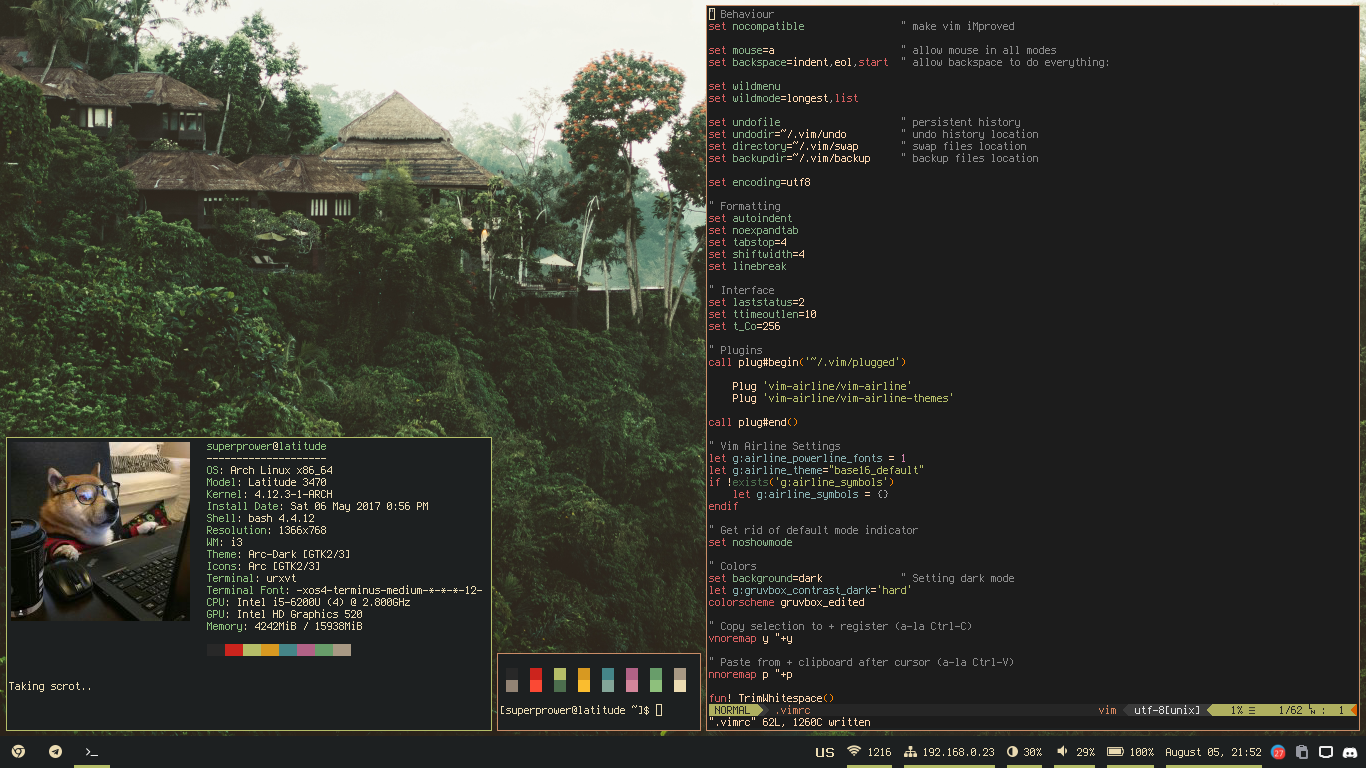 superprower@latitude
--------------------
OS: Arch Linux x86_64
Model: Latitude 3470
Kernel: 4.12.3-1-ARCH
Install Date: Sat 06 May 2017 0:56 PM
Shell: bash 4.4.12
Resolution: 1366x768
WM: i3
Theme: Arc-Dark [GTK2/3]
Icons: Arc [GTK2/3]
Terminal: urxvt
Terminal Font: -xos4-terminus-medium-*-*-*-12-
CPU: Intel i5-6200U (4) @ 2.800GHz
GPU: Intel HD Graphics 520
Memory: 4242MiB / 15938MiB
Taking scrot..
[superprower@latitude ~]$
" Behaviour
set nocompatible " make vim iMproved
set mouse=a " allow mouse in all modes
set backspace=indent,eol,start " allow backspace to do everything:
set wildmenu
set wildmode=longest,list
set undofile " persistent history
set undodir=~/.vim/undo " undo history location
set directory=~/.vim/swap " swap files location
set backupdir=~/.vim/backup " backup files location
set encoding=utf8
" Formatting
set autoindent
set noexpandtab
set tabstop=4
set shiftwidth=4
set linebreak
" Interface
set laststatus=2
set ttimeoutlen=10
set t_Co=256
" Plugins
call plug#begin('~/.vim/plugged')
Plug 'vim-airline/vim-airline'
Plug 'vim-airline/vim-airline-themes'
call plug#end()
" Vim Airline Settings
let g:airline_powerline_fonts = 1
let g:airline_theme="base16_default"
if !exists('g:airline_symbols')
let g:airline_symbols = {}
endif
" Get rid of default mode indicator
set noshowmode
" Colors
set background=dark " Setting dark mode
let g:gruvbox_contrast_dark='hard'
colorscheme gruvbox_edited
" Copy selection to + register (a-la Ctrl-C)
vnoremap y "+y
" Paste from + clipboard after cursor (a-la Ctrl-V)
nnoremap p "+p
fun! TrimWhitespace()
NORMAL .vimrc vim utf-8[unix] 1% ☰ 1/62 : 1
".vimrc" 62L, 1260C written
>_ US 1216 192.168.0.23 30% 29% 100% August 05, 21:52 27